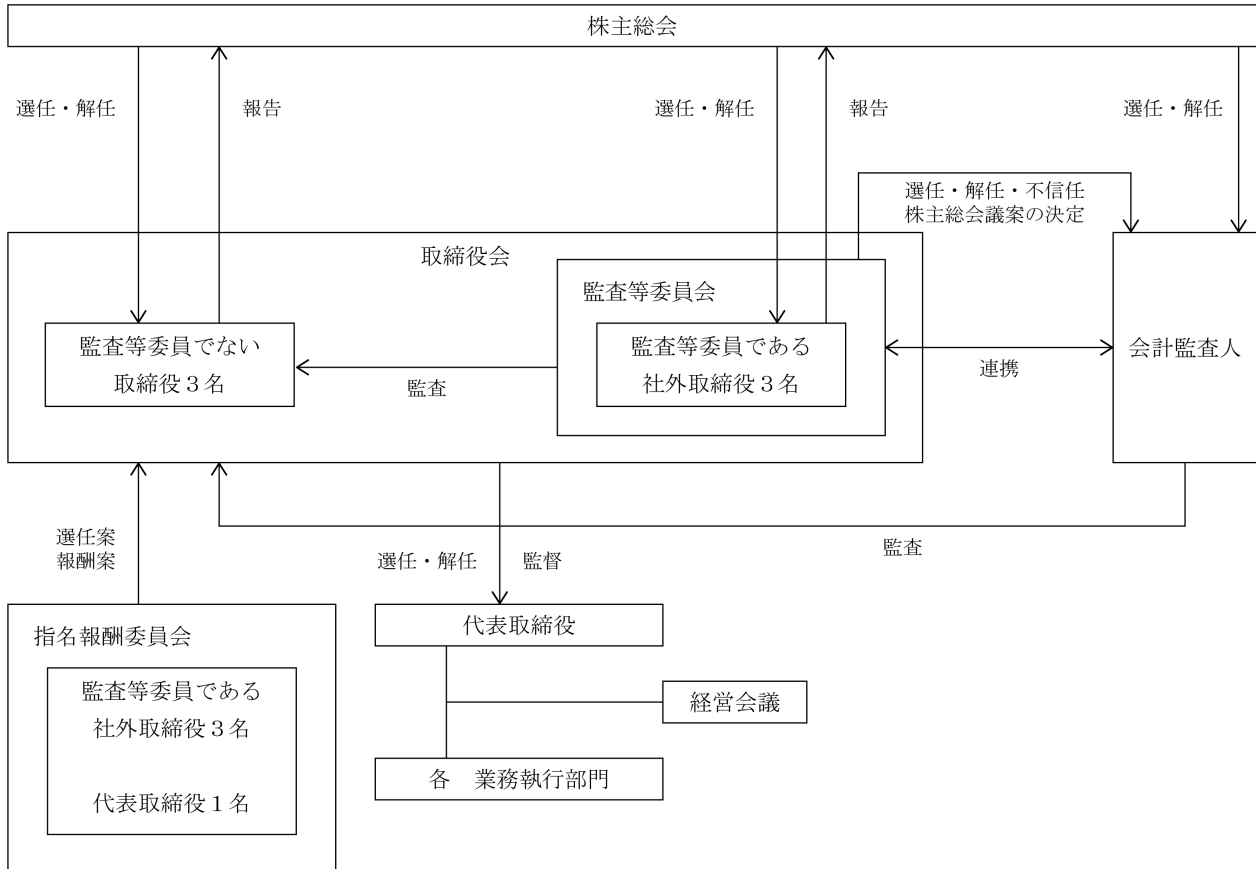 株主総会
選任・解任
報告
選任・解任
報告
選任・解任
選任・解任・不信任
株主総会議案の決定
取締役会
監査等委員会
監査等委員でない
取締役3名
監査
監査等委員である
社外取締役3名
連携
会計監査人
選任案
報酬案
選任・解任
監督
監査
指名報酬委員会
監査等委員である
社外取締役3名
代表取締役1名
代表取締役
経営会議
各　業務執行部門